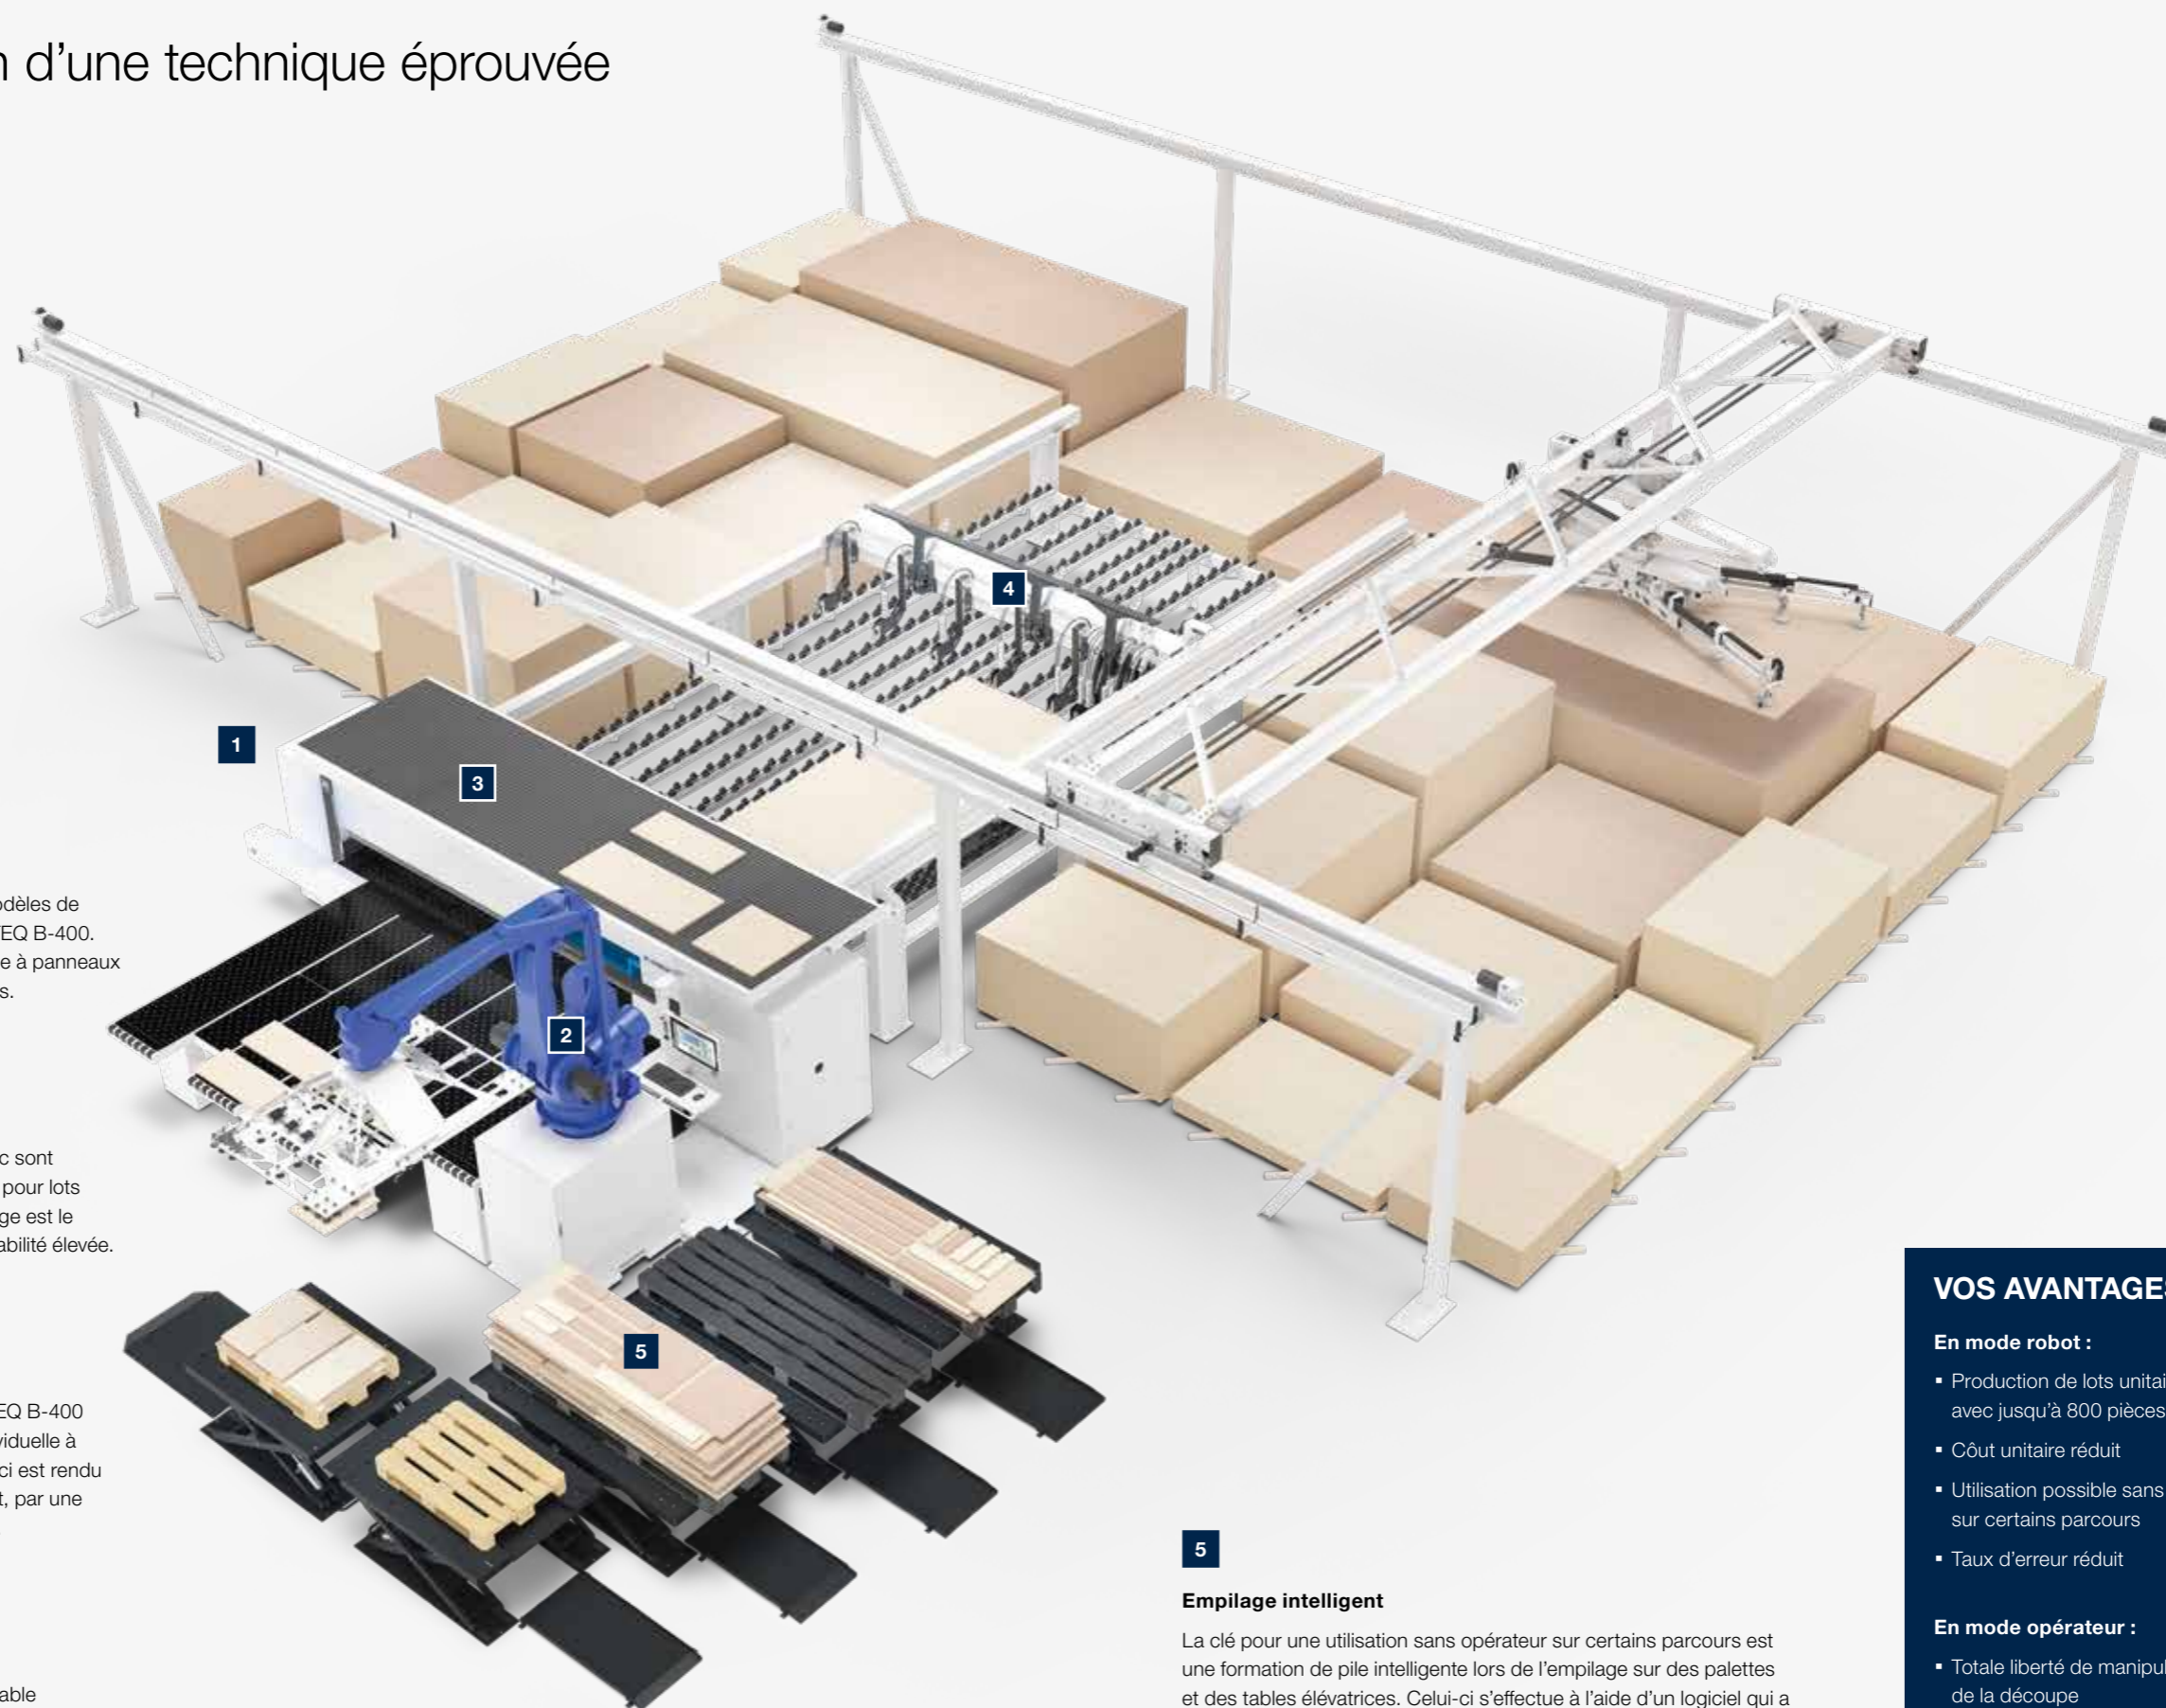 n d’une technique éprouvée
4
1
3
2
5
odèles de
TEQ B-400.
e à panneaux
s.
c sont
pour lots
ge est le
abilité élevée.
EQ B-400
viduelle à
ci est rendu
t, par une
able
5
Empilage intelligent
La clé pour une utilisation sans opérateur sur certains parcours est
une formation de pile intelligente lors de l’empilage sur des palettes
et des tables élévatrices. Celui-ci s’effectue à l’aide d’un logiciel qui a
VOS AVANTAGES
En mode robot :
▪ Production de lots unitai
avec jusqu’à 800 pièces
▪ Côut unitaire réduit
▪ Utilisation possible sans
sur certains parcours
▪ Taux d’erreur réduit
En mode opérateur :
▪ Totale liberté de manipul
de la découpe